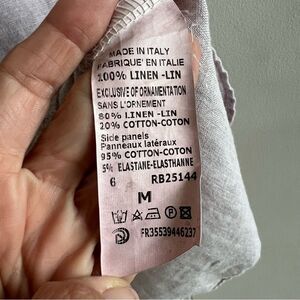 MADE IN ITALY
FABRIQUE' EN ITALIE
100% LINEN -LIN
EXCLUSIVE OF ORNAMENTATION
SANS L'ORNEMENT
80% LINEN -LIN
20% COTTON-COTON
Side panels
Panneaux latéraux
95% COTTON-COTON
5% ELASTANE-ELASTHANNE
6 RB25144
M
FR35539446237